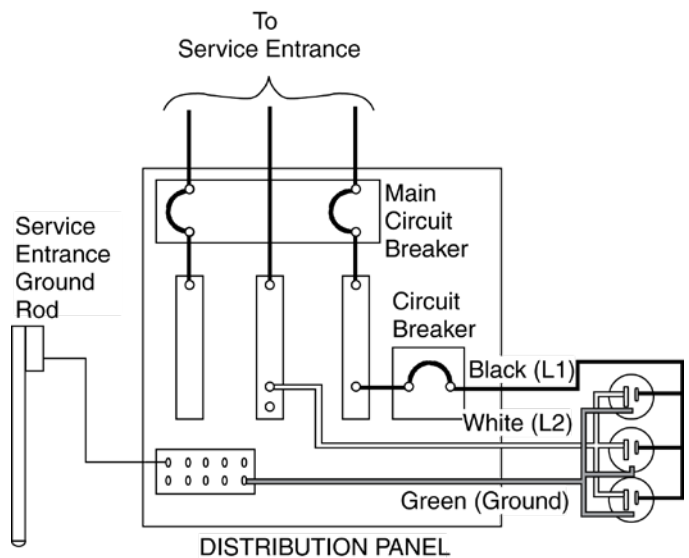 To
Service Entrance
Main
Circuit
Breaker
Service
Entrance
Ground
Rod
Circuit
Breaker
Black (L1)
White (L2)
Green (Ground)
DISTRIBUTION PANEL